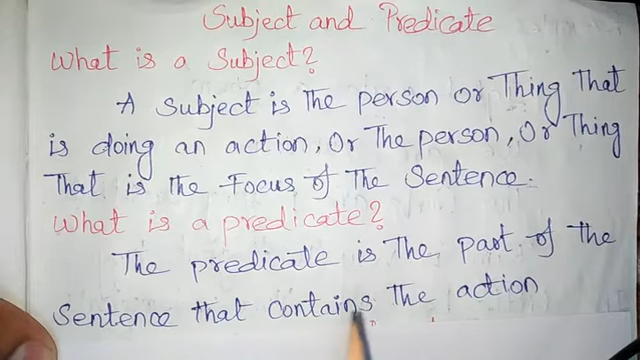 Subject and Predicate
What is a Subject?
A Subject is The person or Thing That
is doing an action, Or The person, Or Thing
That is The Focus of The Sentence.
What is a predicate?
The predicate is The part of The
Sentence that contains The action